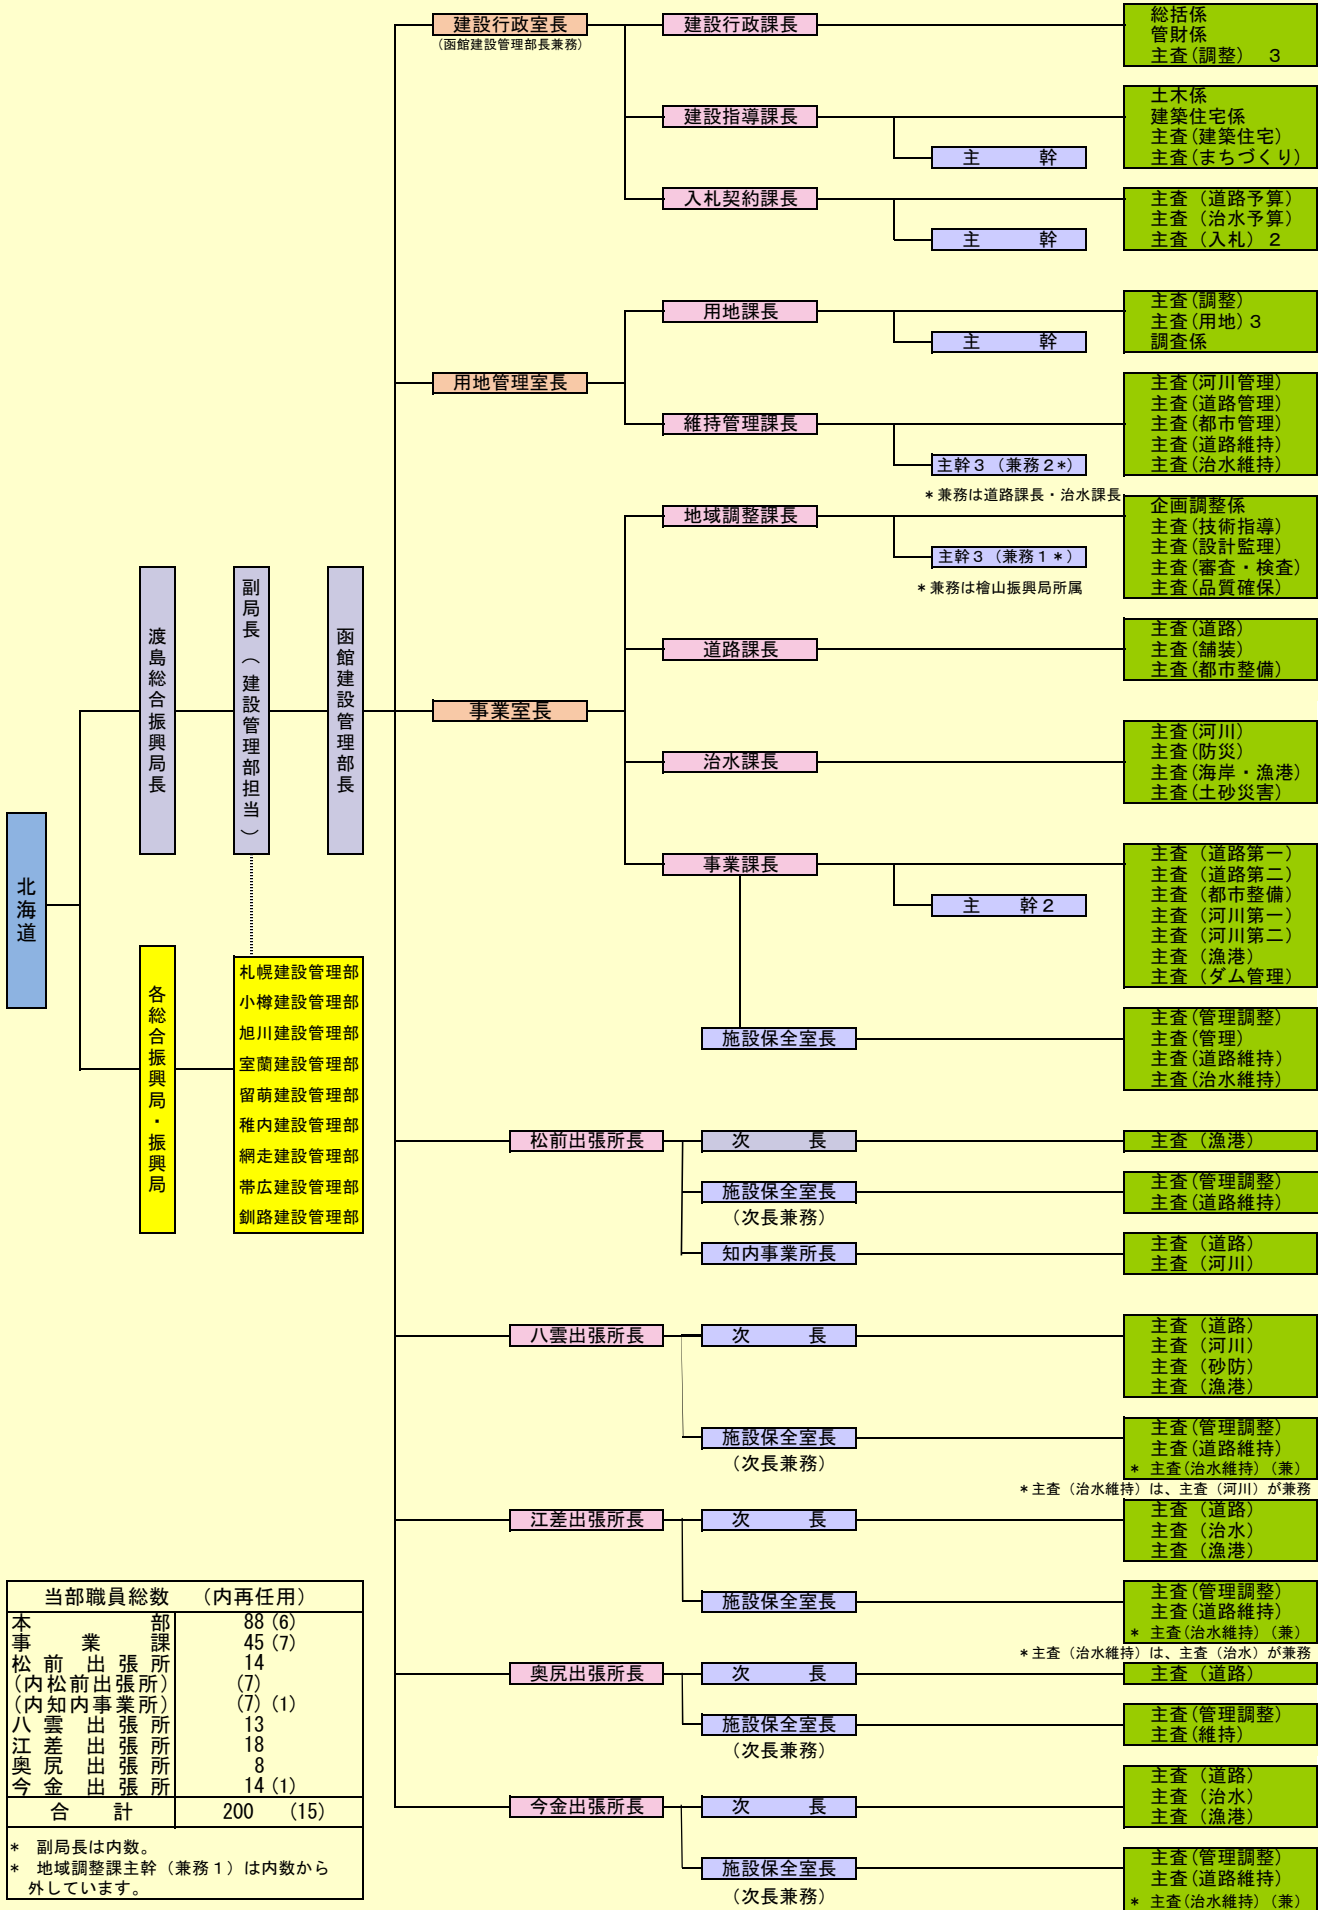 北海道
渡島総合振興局長
副局長（建設管理部担当）
函館建設管理部長
各総合振興局・振興局
札幌建設管理部
小樽建設管理部
旭川建設管理部
室蘭建設管理部
留萌建設管理部
稚内建設管理部
網走建設管理部
帯広建設管理部
釧路建設管理部
建設行政室長
(函館建設管理部長兼務)
建設行政課長
総括係
管財係
主査(調整)　3
建設指導課長
主　　幹
土木係
建築住宅係
主査(建築住宅)
主査(まちづくり)
入札契約課長
主　　幹
主査（道路予算）
主査（治水予算）
主査（入札）２
用地管理室長
用地課長
主　　幹
主査(調整)
主査(用地)３
調査係
維持管理課長
主幹３（兼務２*）
*兼務は道路課長・治水課長
主査(河川管理)
主査(道路管理)
主査(都市管理)
主査(道路維持)
主査(治水維持)
事業室長
地域調整課長
主幹３（兼務１*）
*兼務は檜山振興局所属
企画調整係
主査(技術指導)
主査(設計監理)
主査(審査・検査)
主査(品質確保)
道路課長
主査(道路)
主査(舗装)
主査(都市整備)
治水課長
主査(河川)
主査(防災)
主査(海岸・漁港)
主査(土砂災害)
事業課長
主　　幹２
主査（道路第一）
主査（道路第二）
主査（都市整備）
主査（河川第一）
主査（河川第二）
主査（漁港）
主査（ダム管理）
施設保全室長
主査(管理調整)
主査(管理)
主査(道路維持)
主査(治水維持)
松前出張所長
次　　長
主査（漁港）
施設保全室長
（次長兼務）
主査(管理調整)
主査(道路維持)
知内事業所長
主査（道路）
主査（河川）
八雲出張所長
次　　長
主査（道路）
主査（河川）
主査（砂防）
主査（漁港）
施設保全室長
（次長兼務）
主査(管理調整)
主査(道路維持)
*　主査(治水維持)（兼）
*主査（治水維持）は、主査（河川）が兼務
江差出張所長
次　　長
主査（道路）
主査（治水）
主査（漁港）
施設保全室長
主査(管理調整)
主査(道路維持)
*　主査(治水維持)（兼）
*主査（治水維持）は、主査（治水）が兼務
奥尻出張所長
次　　長
主査（道路）
施設保全室長
（次長兼務）
主査(管理調整)
主査(維持)
今金出張所長
次　　長
主査（道路）
主査（治水）
主査（漁港）
施設保全室長
（次長兼務）
主査(管理調整)
主査(道路維持)
*　主査(治水維持)（兼）
当部職員総数　（内再任用）
本　　部　88 (6)
事　業　課　45 (7)
松前出張所　14
(内松前出張所)　(7)
(内知内事業所)　(7) (1)
八雲出張所　13
江差出張所　18
奥尻出張所　8
今金出張所　14 (1)
合　計　200　(15)
*　副局長は内数。
*　地域調整課主幹（兼務１）は内数から
外しています。